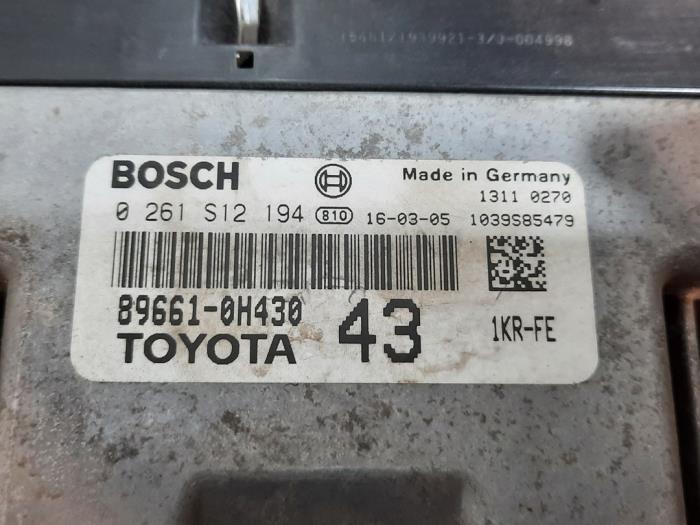 BOSCH Made in Germany
1311 0270
0 261 S12 194 810 16-03-05 1039S85479
89661-0H430 43 1KR-FE
TOYOTA